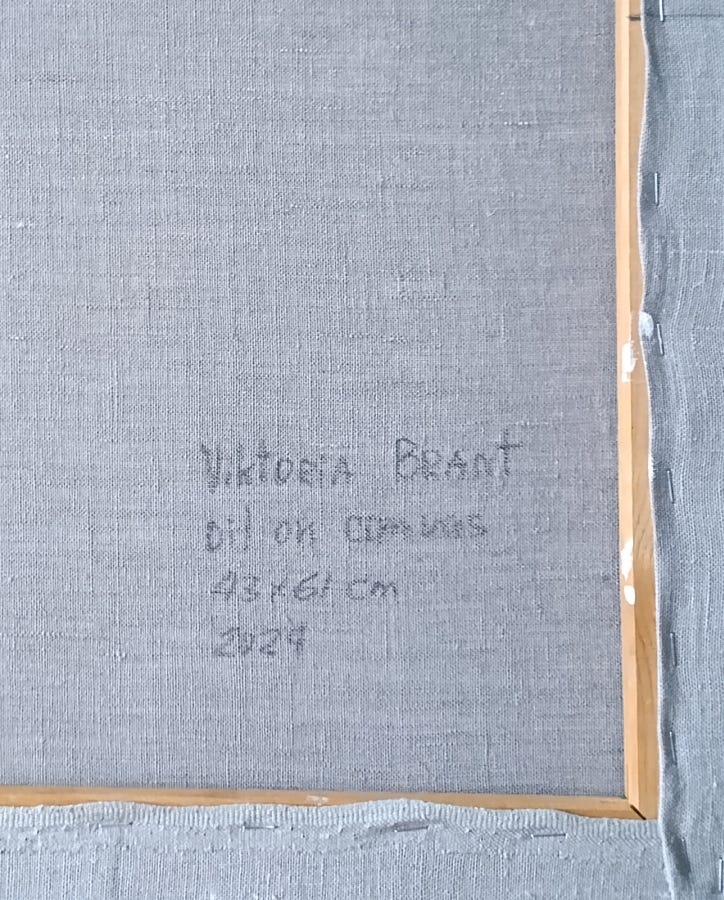 Viktoria Brant
oil on canvas
43x61 cm
2024